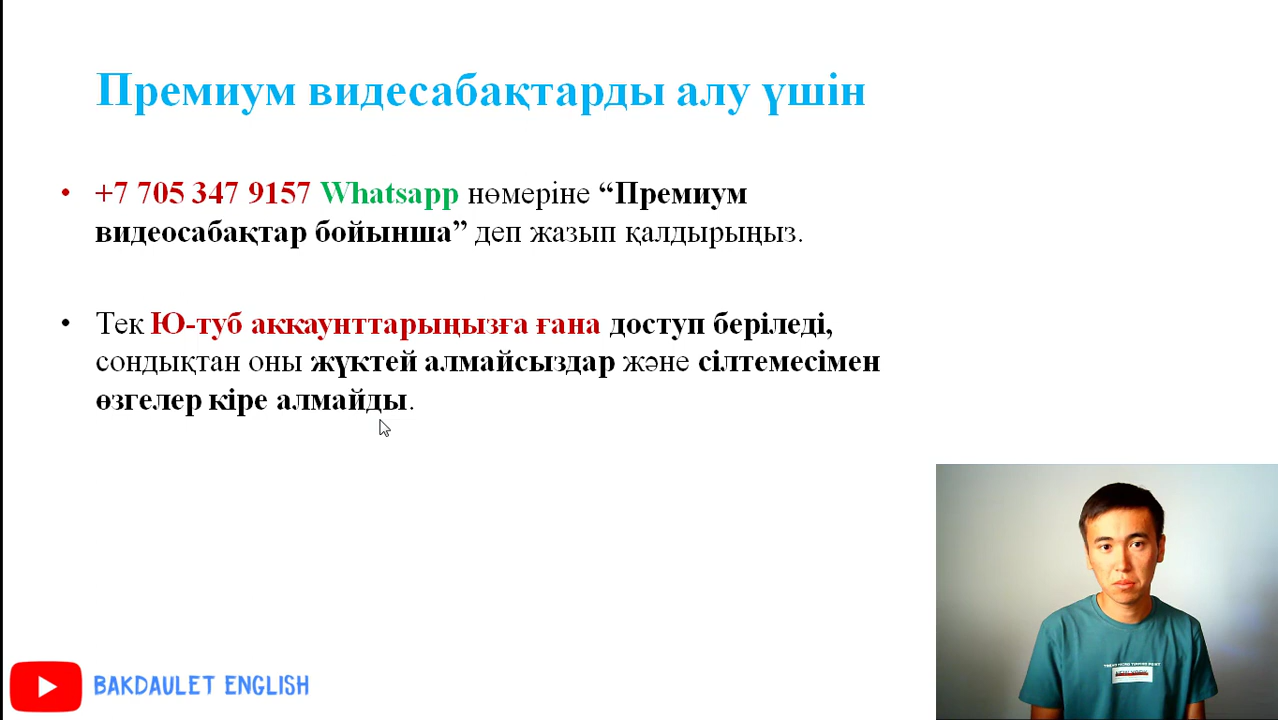 Премиум видесабақтарды алу үшін
• +7 705 347 9157 Whatsapp нөмеріне “Премиум
видеосабақтар бойынша” деп жазып қалдырыңыз.
• Тек Ю-туб аккаунттарыңызға ғана доступ беріледі,
сондықтан оны жүктей алмайсыздар және сілтемесімен
өзгелер кіре алмайды.
BAKDAULET ENGLISH